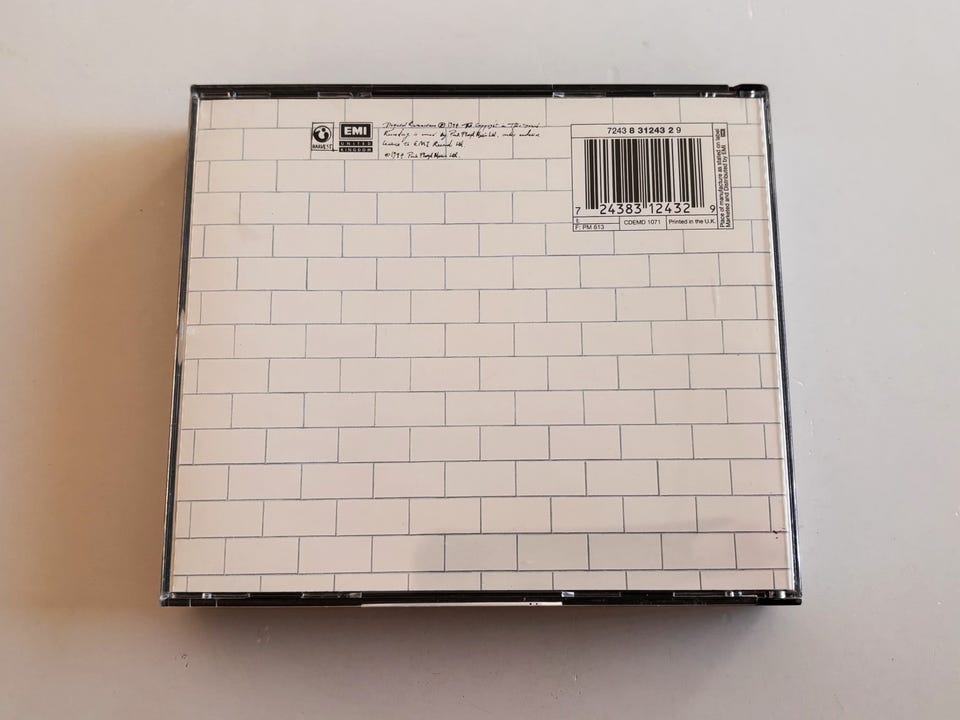 HARVEST
EMI
UNITED
KINGDOM
Digital Remasters ℗ 1994 The Copyright in This sound
Recording is owned by Pink Floyd Music Ltd. under exclusive
licence to EMI Records Ltd.
© 1994 Pink Floyd Music Ltd.
7243 8 31243 2 9
7 24383 12432 9
E:
F: PM 613
CDEMD 1071
Printed in the U.K.
Place of manufacture as stated on label
Marketed and Distributed by EMI